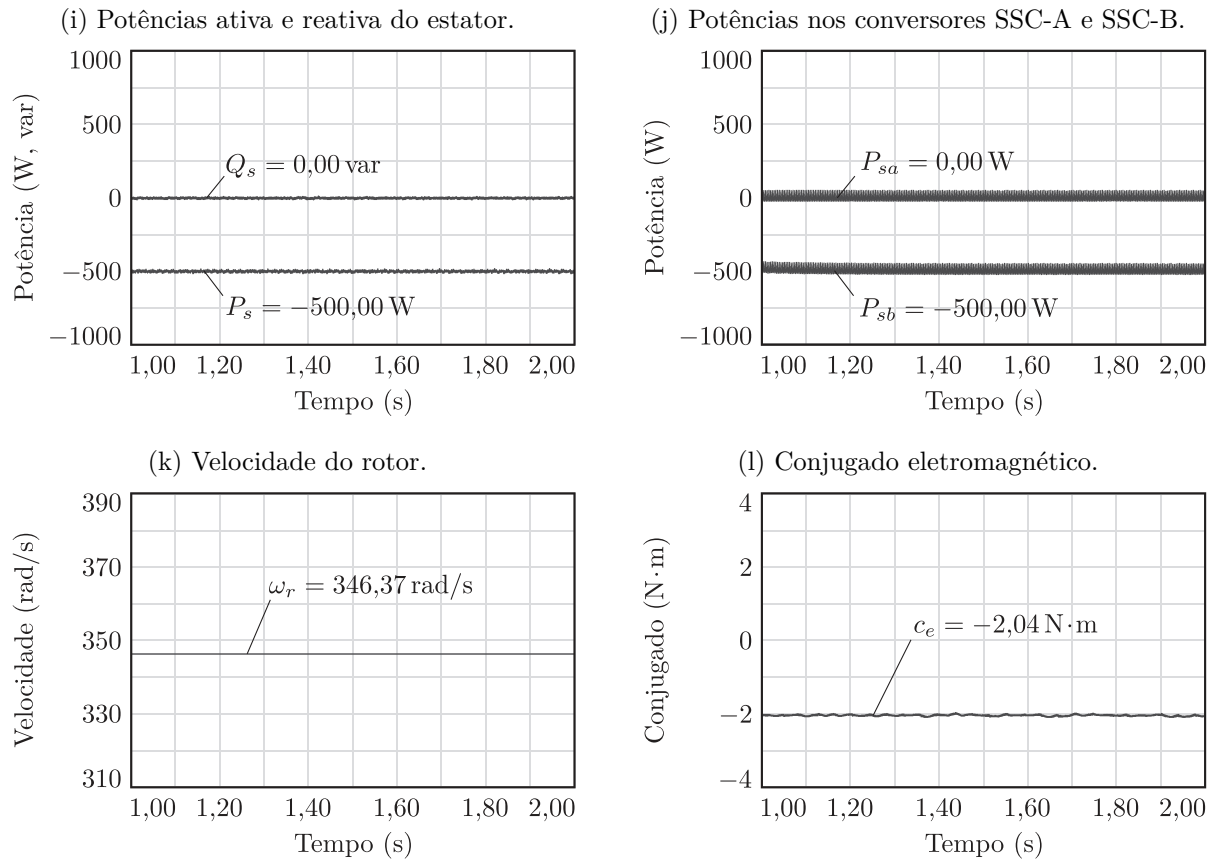 (i) Potências ativa e reativa do estator.
1000
500
0
−500
−1000
Potência (W, var)
Q_s = 0,00 var
P_s = −500,00 W
1,00 1,20 1,40 1,60 1,80 2,00
Tempo (s)
(j) Potências nos conversores SSC-A e SSC-B.
1000
500
0
−500
−1000
Potência (W)
P_sa = 0,00 W
P_sb = −500,00 W
1,00 1,20 1,40 1,60 1,80 2,00
Tempo (s)
(k) Velocidade do rotor.
390
370
350
330
310
Velocidade (rad/s)
ω_r = 346,37 rad/s
1,00 1,20 1,40 1,60 1,80 2,00
Tempo (s)
(l) Conjugado eletromagnético.
4
2
0
−2
−4
Conjugado (N·m)
c_e = −2,04 N·m
1,00 1,20 1,40 1,60 1,80 2,00
Tempo (s)